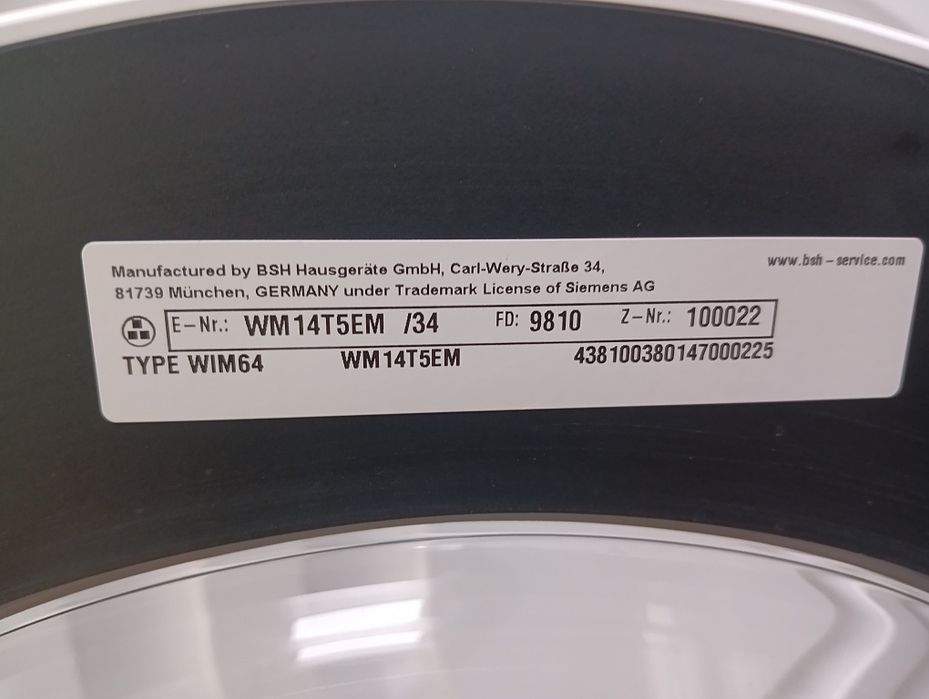 www.bsh-service.com
Manufactured by BSH Hausgeräte GmbH, Carl-Wery-Straße 34,
81739 München, GERMANY under Trademark License of Siemens AG
E-Nr.: WM14T5EM /34 FD: 9810 Z-Nr.: 100022
TYPE WIM64 WM14T5EM 438100380147000225